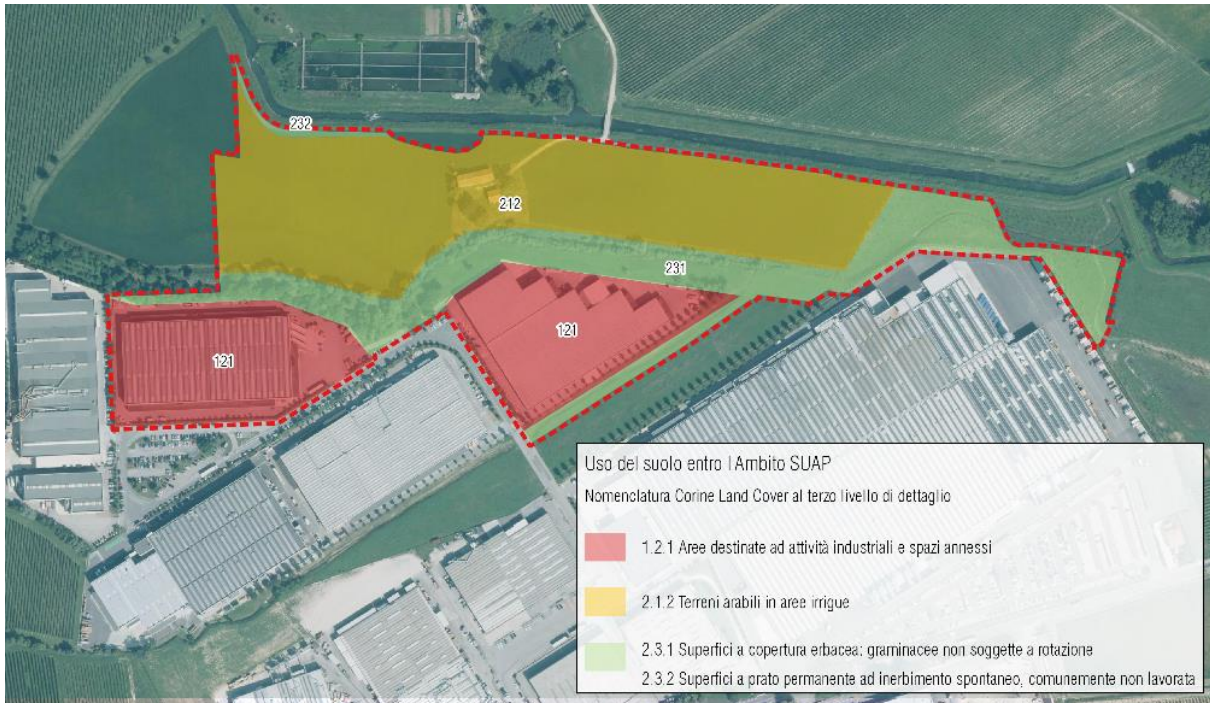 232
212
231
121
121
Uso del suolo entro l Ambito SUAP
Nomenclatura Corine Land Cover al terzo livello di dettaglio
1.2.1 Aree destinate ad attività industriali e spazi annessi
2.1.2 Terreni arabili in aree irrigue
2.3.1 Superfici a copertura erbacea: graminacee non soggette a rotazione
2.3.2 Superfici a prato permanente ad inerbimento spontaneo, comunemente non lavorata